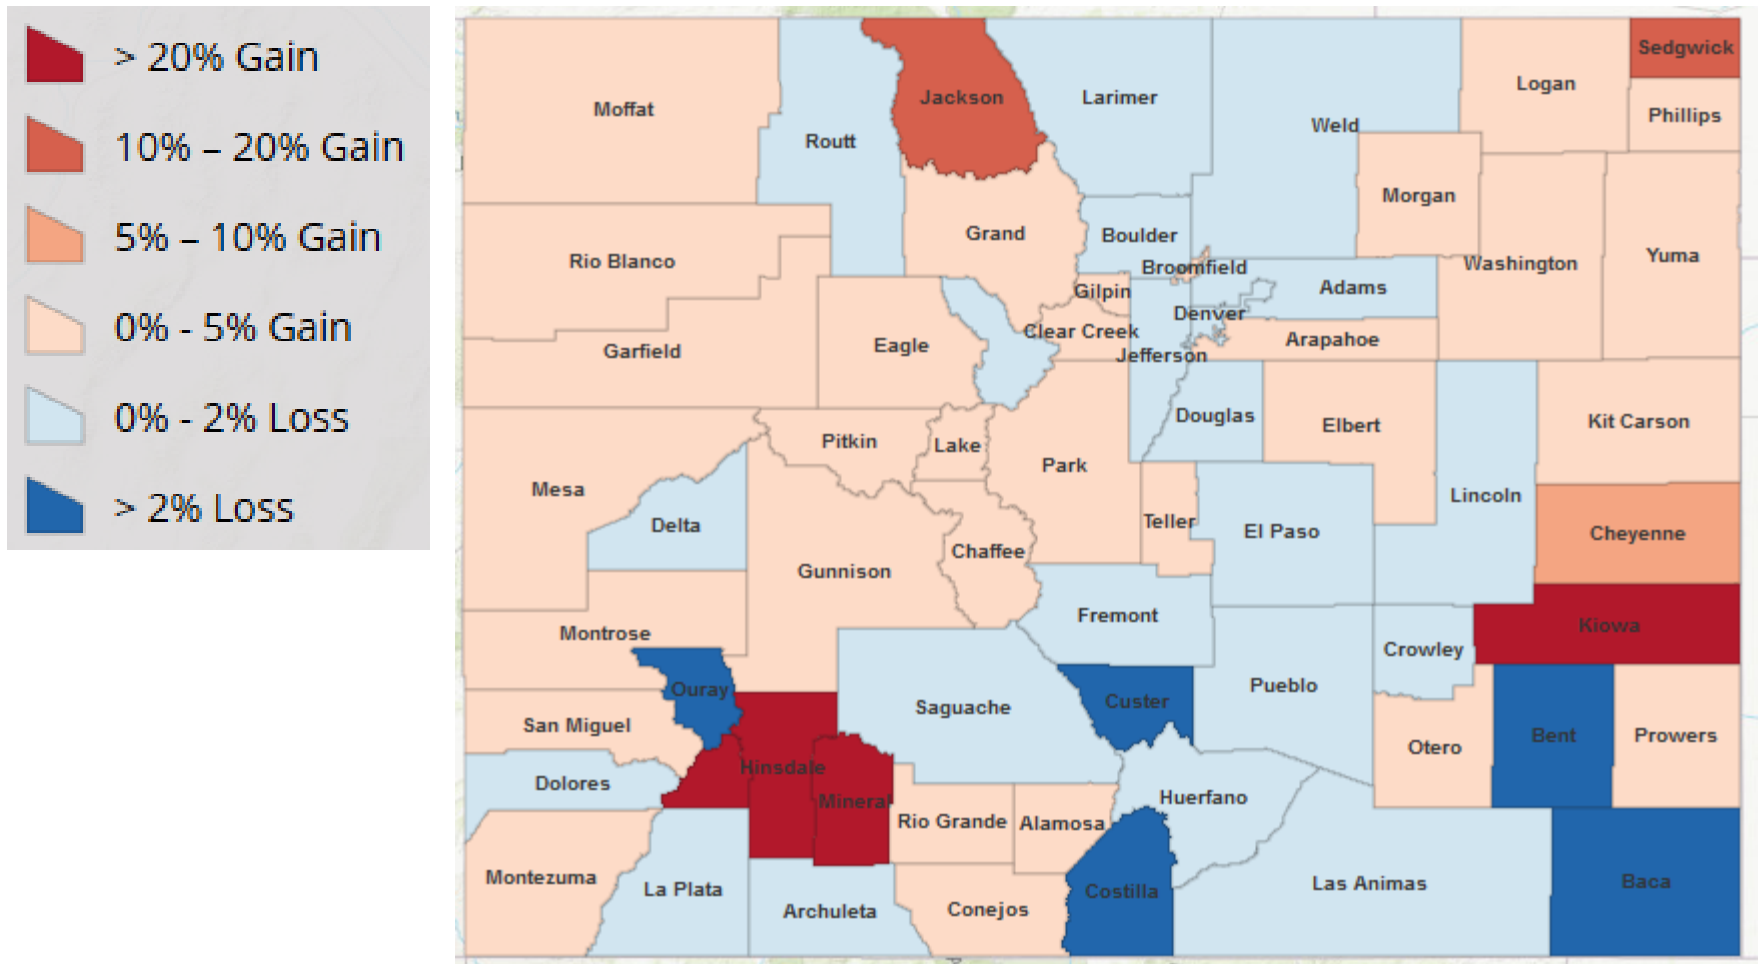 > 20% Gain
10% – 20% Gain
5% – 10% Gain
0% - 5% Gain
0% - 2% Loss
> 2% Loss
Moffat
Routt
Jackson
Larimer
Weld
Logan
Sedgwick
Phillips
Morgan
Rio Blanco
Grand
Boulder
Broomfield
Washington
Yuma
Gilpin
Adams
Denver
Garfield
Eagle
Clear Creek
Jefferson
Arapahoe
Mesa
Pitkin
Lake
Park
Douglas
Elbert
Lincoln
Kit Carson
Delta
Gunnison
Chaffee
Teller
El Paso
Cheyenne
Montrose
Fremont
Crowley
Kiowa
Ouray
Saguache
Custer
Pueblo
San Miguel
Otero
Bent
Prowers
Dolores
Hinsdale
Mineral
Rio Grande
Alamosa
Huerfano
Montezuma
La Plata
Archuleta
Conejos
Costilla
Las Animas
Baca